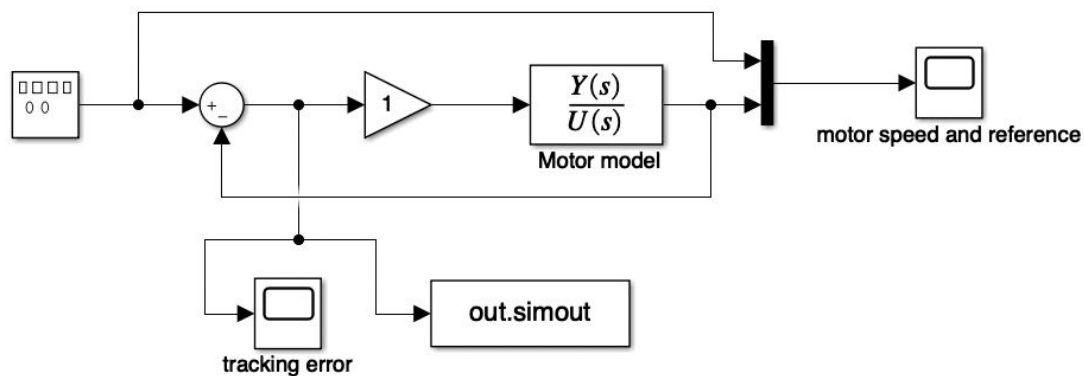 +
−
1
Y(s)
U(s)
Motor model
motor speed and reference
out.simout
tracking error